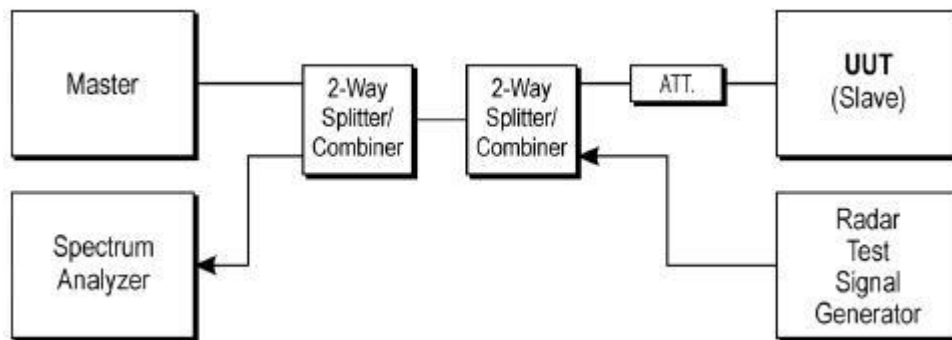 Master
2-Way
Splitter/
Combiner
2-Way
Splitter/
Combiner
ATT.
UUT
(Slave)
Spectrum
Analyzer
Radar
Test
Signal
Generator